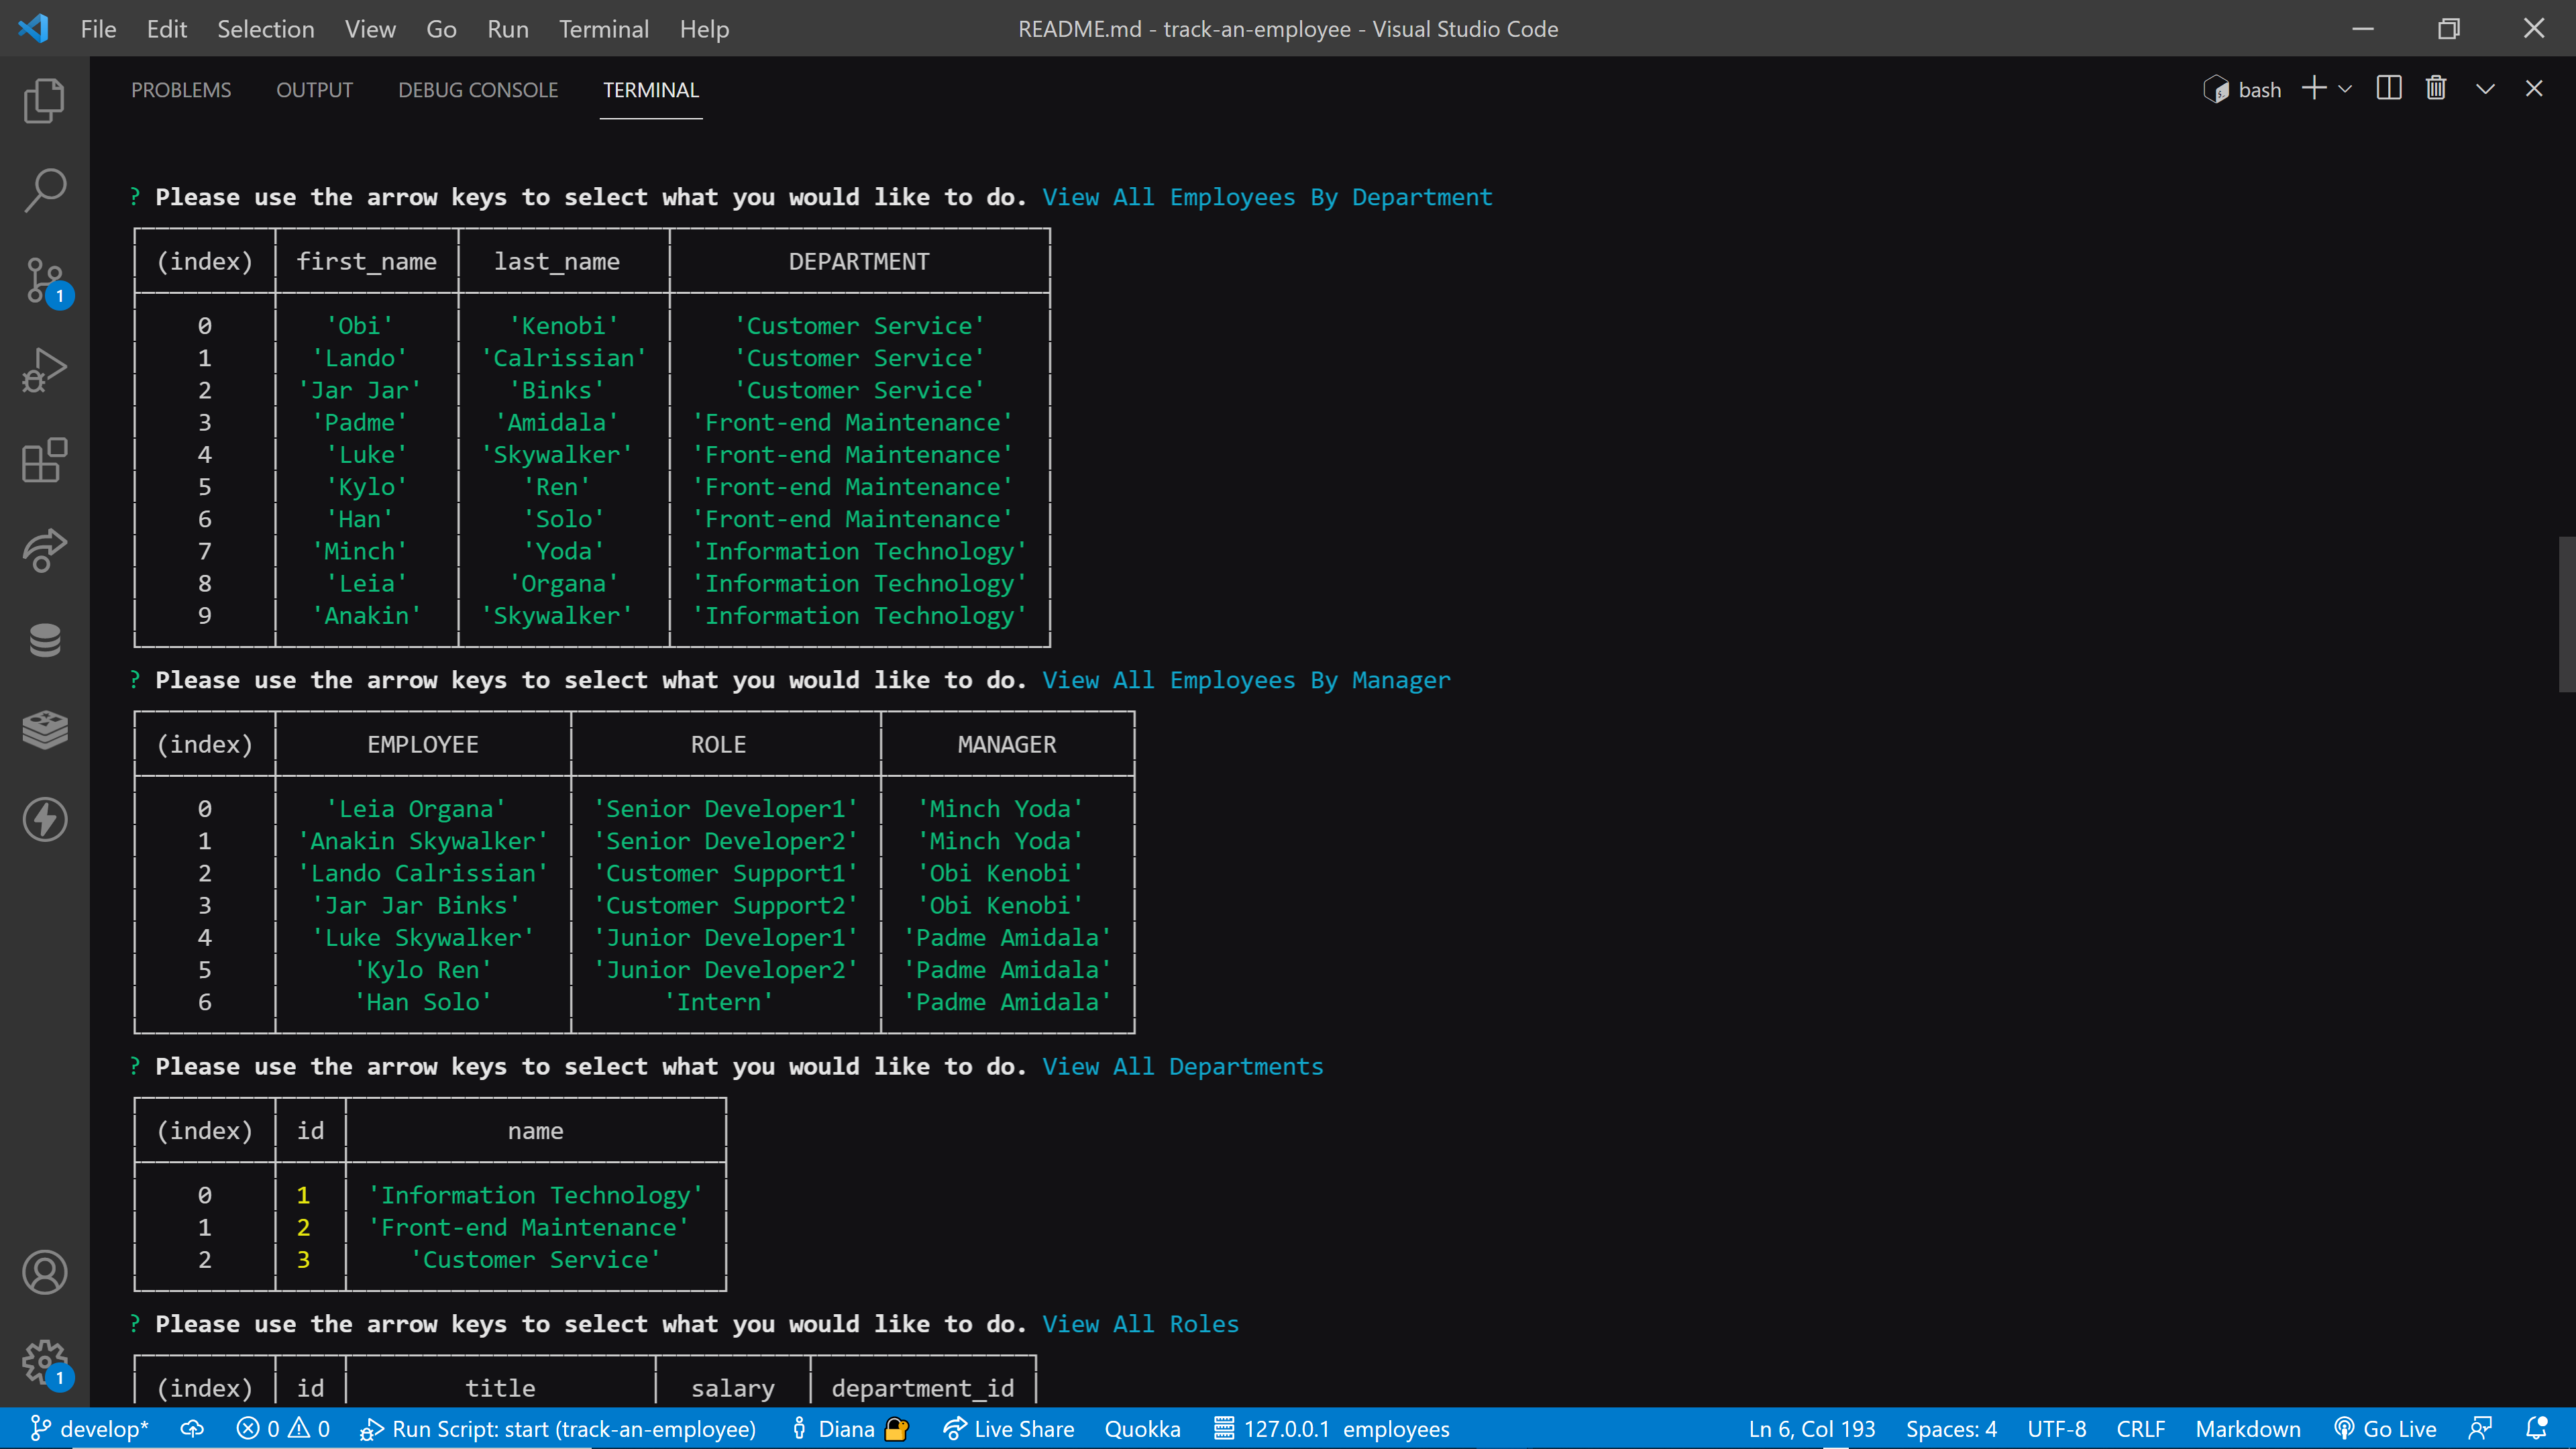 File Edit Selection View Go Run Terminal Help README.md - track-an-employee - Visual Studio Code
PROBLEMS OUTPUT DEBUG CONSOLE TERMINAL bash
? Please use the arrow keys to select what you would like to do. View All Employees By Department
(index) first_name last_name DEPARTMENT
0 'Obi' 'Kenobi' 'Customer Service'
1 'Lando' 'Calrissian' 'Customer Service'
2 'Jar Jar' 'Binks' 'Customer Service'
3 'Padme' 'Amidala' 'Front-end Maintenance'
4 'Luke' 'Skywalker' 'Front-end Maintenance'
5 'Kylo' 'Ren' 'Front-end Maintenance'
6 'Han' 'Solo' 'Front-end Maintenance'
7 'Minch' 'Yoda' 'Information Technology'
8 'Leia' 'Organa' 'Information Technology'
9 'Anakin' 'Skywalker' 'Information Technology'
? Please use the arrow keys to select what you would like to do. View All Employees By Manager
(index) EMPLOYEE ROLE MANAGER
0 'Leia Organa' 'Senior Developer1' 'Minch Yoda'
1 'Anakin Skywalker' 'Senior Developer2' 'Minch Yoda'
2 'Lando Calrissian' 'Customer Support1' 'Obi Kenobi'
3 'Jar Jar Binks' 'Customer Support2' 'Obi Kenobi'
4 'Luke Skywalker' 'Junior Developer1' 'Padme Amidala'
5 'Kylo Ren' 'Junior Developer2' 'Padme Amidala'
6 'Han Solo' 'Intern' 'Padme Amidala'
? Please use the arrow keys to select what you would like to do. View All Departments
(index) id name
0 1 'Information Technology'
1 2 'Front-end Maintenance'
2 3 'Customer Service'
? Please use the arrow keys to select what you would like to do. View All Roles
(index) id title salary department_id
1
1
develop* 0 0 Run Script: start (track-an-employee) Diana Live Share Quokka 127.0.0.1 employees Ln 6, Col 193 Spaces: 4 UTF-8 CRLF Markdown Go Live